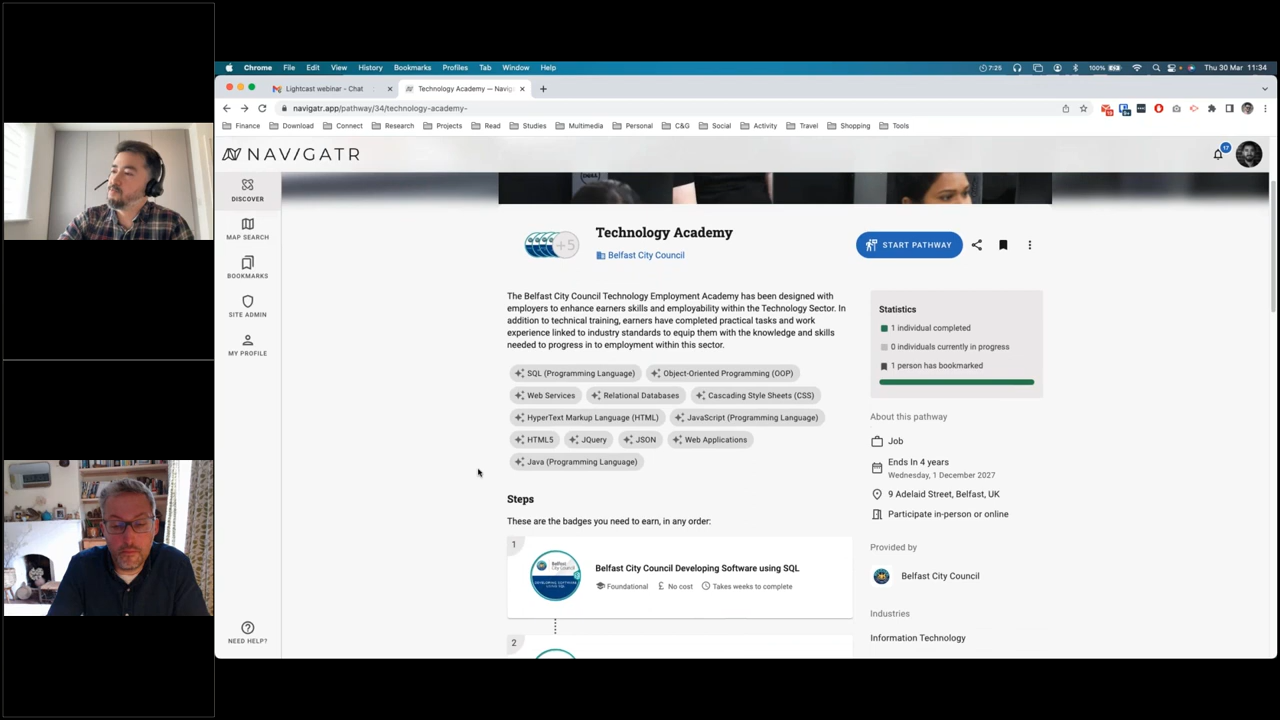 Chrome File Edit View History Bookmarks Profiles Tab Window Help 7:25 100% Thu 30 Mar 11:34
Lightcast webinar - Chat Technology Academy — Naviga
navigatr.app/pathway/34/technology-academy-
Finance Download Connect Research Projects Read Studies Multimedia Personal C&G Social Activity Travel Shopping Tools
NAVIGATR
17
DISCOVER
MAP SEARCH
BOOKMARKS
SITE ADMIN
MY PROFILE
NEED HELP?
+5
Technology Academy
Belfast City Council
START PATHWAY
The Belfast City Council Technology Employment Academy has been designed with
employers to enhance earners skills and employability within the Technology Sector. In
addition to technical training, earners have completed practical tasks and work
experience linked to industry standards to equip them with the knowledge and skills
needed to progress in to employment within this sector.
SQL (Programming Language) Object-Oriented Programming (OOP)
Web Services Relational Databases Cascading Style Sheets (CSS)
HyperText Markup Language (HTML) JavaScript (Programming Language)
HTML5 JQuery JSON Web Applications
Java (Programming Language)
Steps
These are the badges you need to earn, in any order:
1
Belfast City Council
Belfast City Council Developing Software using SQL
Foundational £ No cost Takes weeks to complete
2
Statistics
1 individual completed
0 individuals currently in progress
1 person has bookmarked
About this pathway
Job
Ends In 4 years
Wednesday, 1 December 2027
9 Adelaid Street, Belfast, UK
Participate in-person or online
Provided by
Belfast City Council
Industries
Information Technology